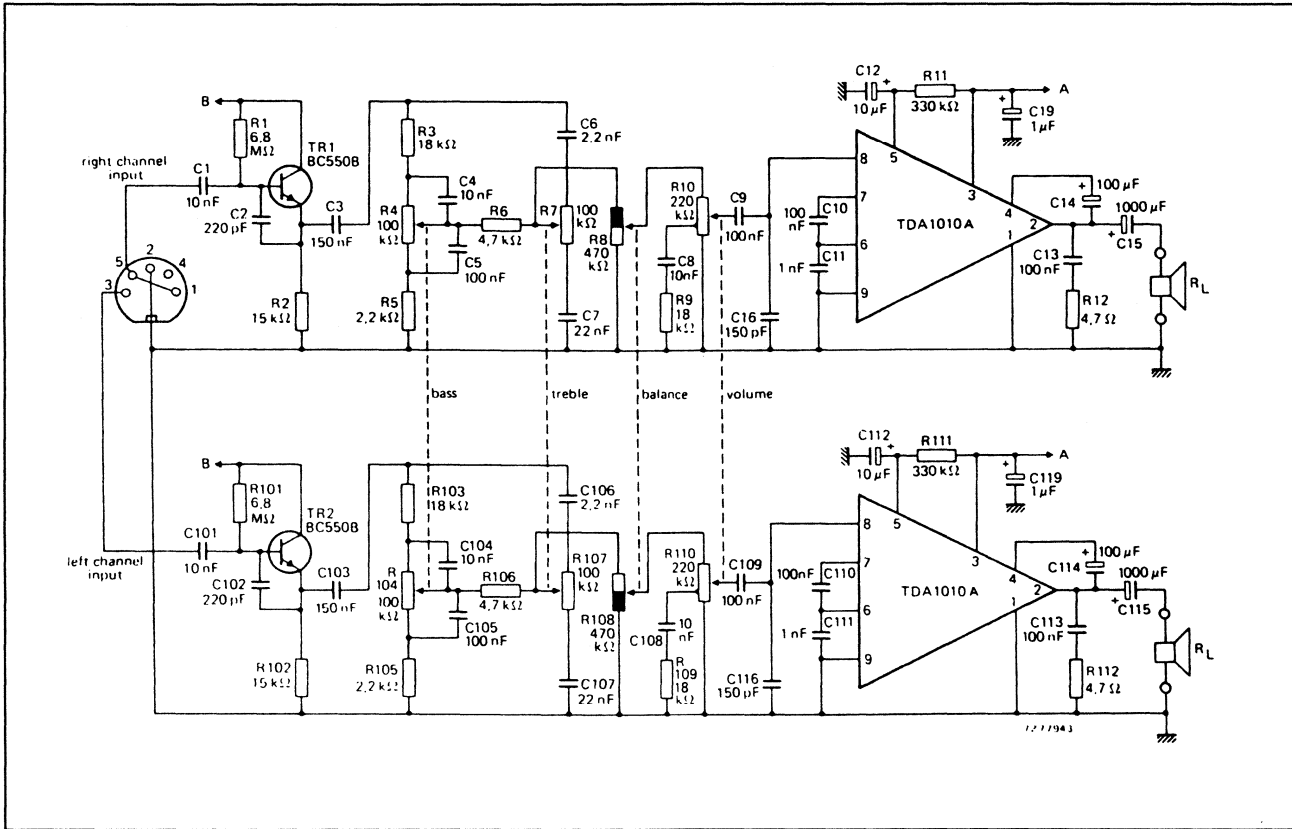 B
R1
6,8
MΩ
TR1
BC550B
right channel
input
C1
10 nF
C2
220 pF
C3
150 nF
R2
15 kΩ
5
2
4
3
1
R3
18 kΩ
C4
10 nF
R4
100
kΩ
C5
100 nF
R5
2,2 kΩ
R6
4,7 kΩ
C6
2,2 nF
R7
100
kΩ
R8
470
kΩ
C7
22 nF
R10
220
kΩ
C8
10nF
R9
18
kΩ
C9
100nF
C16
150 pF
C12
+
10 µF
R11
330 kΩ
A
+
C19
1 µF
8
7
6
9
5
3
4
2
1
C10
100
nF
C11
1 nF
TDA1010A
100 µF
+
C14
1000 µF
+
C15
C13
100 nF
R12
4,7 Ω
RL
bass
treble
balance
volume
B
R101
6,8
MΩ
TR2
BC550B
left channel
input
C101
10 nF
C102
220 pF
C103
150 nF
R102
15 kΩ
R103
18 kΩ
C104
10 nF
R
104
100
kΩ
C105
100 nF
R105
2,2 kΩ
R106
4,7 kΩ
C106
2,2 nF
R107
100
kΩ
R108
470
kΩ
C107
22 nF
R110
220
kΩ
C108
10
nF
R
109
18
kΩ
C109
100 nF
C116
150 pF
C112
+
10 µF
R111
330 kΩ
A
+
C119
1 µF
8
7
6
9
5
3
4
2
1
100nF
C110
1 nF
C111
TDA1010A
100 µF
+
C114
1000 µF
+
C115
C113
100 nF
R112
4,7 Ω
RL
7277943